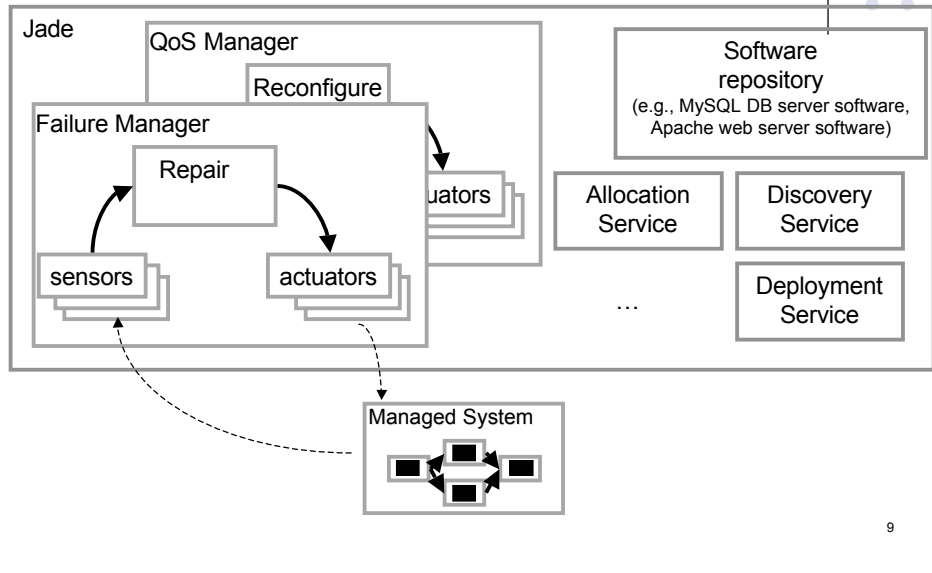 Jade
QoS Manager
Reconfigure
Failure Manager
Repair
sensors
actuators
uators
Software
repository
(e.g., MySQL DB server software,
Apache web server software)
Allocation
Service
Discovery
Service
...
Deployment
Service
Managed System
9